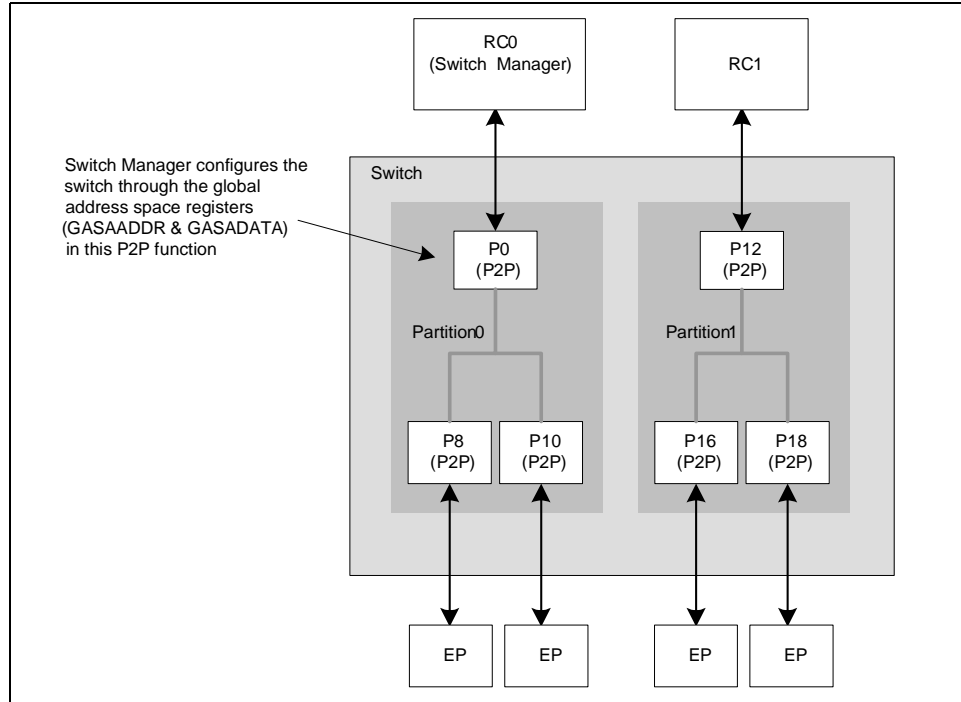 RC0
(Switch Manager)
RC1
Switch Manager configures the
switch through the global
address space registers
(GASAADDR & GASADATA)
in this P2P function
Switch
P0
(P2P)
P12
(P2P)
Partition0
Partition1
P8
(P2P)
P10
(P2P)
P16
(P2P)
P18
(P2P)
EP
EP
EP
EP